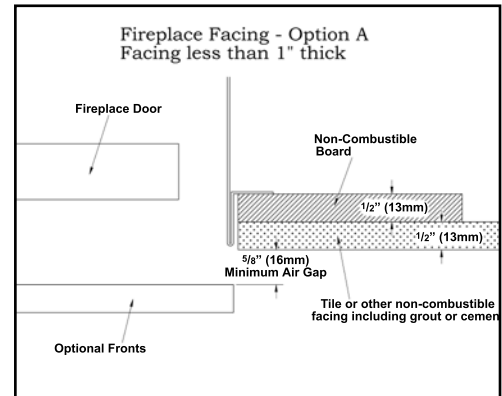 Fireplace Facing - Option A
Facing less than 1" thick
Fireplace Door
Non-Combustible
Board
1/2” (13mm)
1/2” (13mm)
5/8” (16mm)
Minimum Air Gap
Tile or other non-combustible
facing including grout or cemen
Optional Fronts